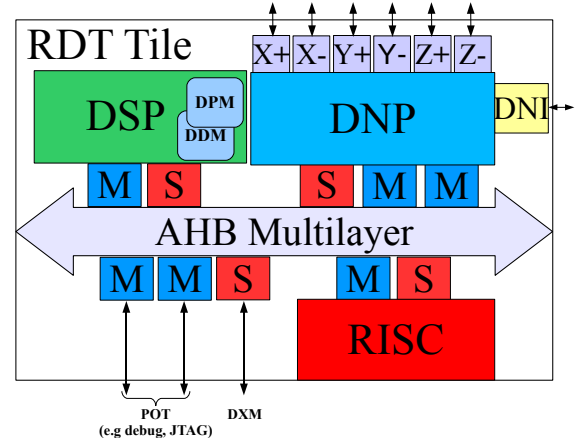 RDT Tile
X+ X- Y+ Y- Z+ Z-
DSP
DPM
DDM
DNP
DNI
M S S M M
AHB Multilayer
M M S M S
RISC
POT
(e.g debug, JTAG)
DXM